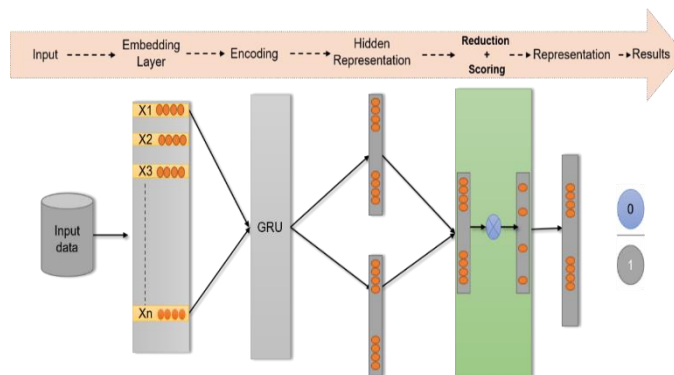 Input
Embedding
Layer
Encoding
Hidden
Representation
Reduction
+
Scoring
Representation
Results
X1
X2
X3
Xn
Input
data
GRU
0
1